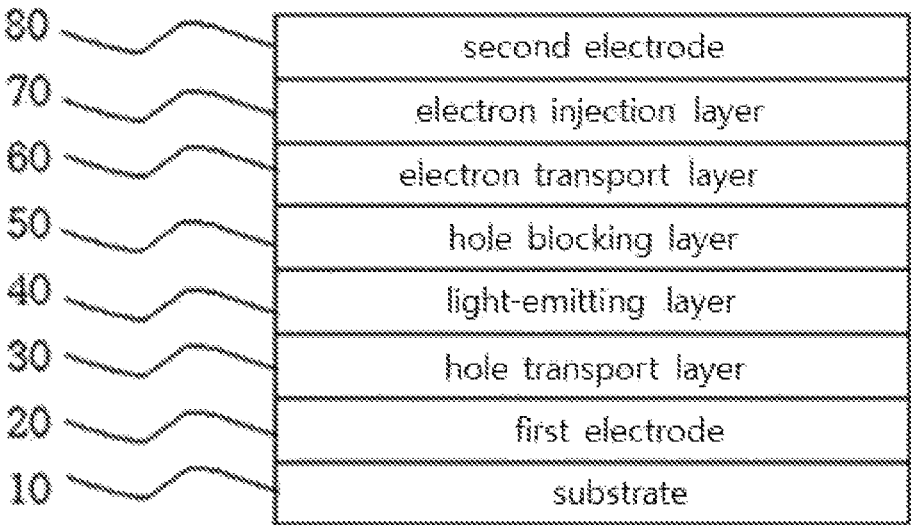 80 second electrode
70 electron injection layer
60 electron transport layer
50 hole blocking layer
40 light-emitting layer
30 hole transport layer
20 first electrode
10 substrate